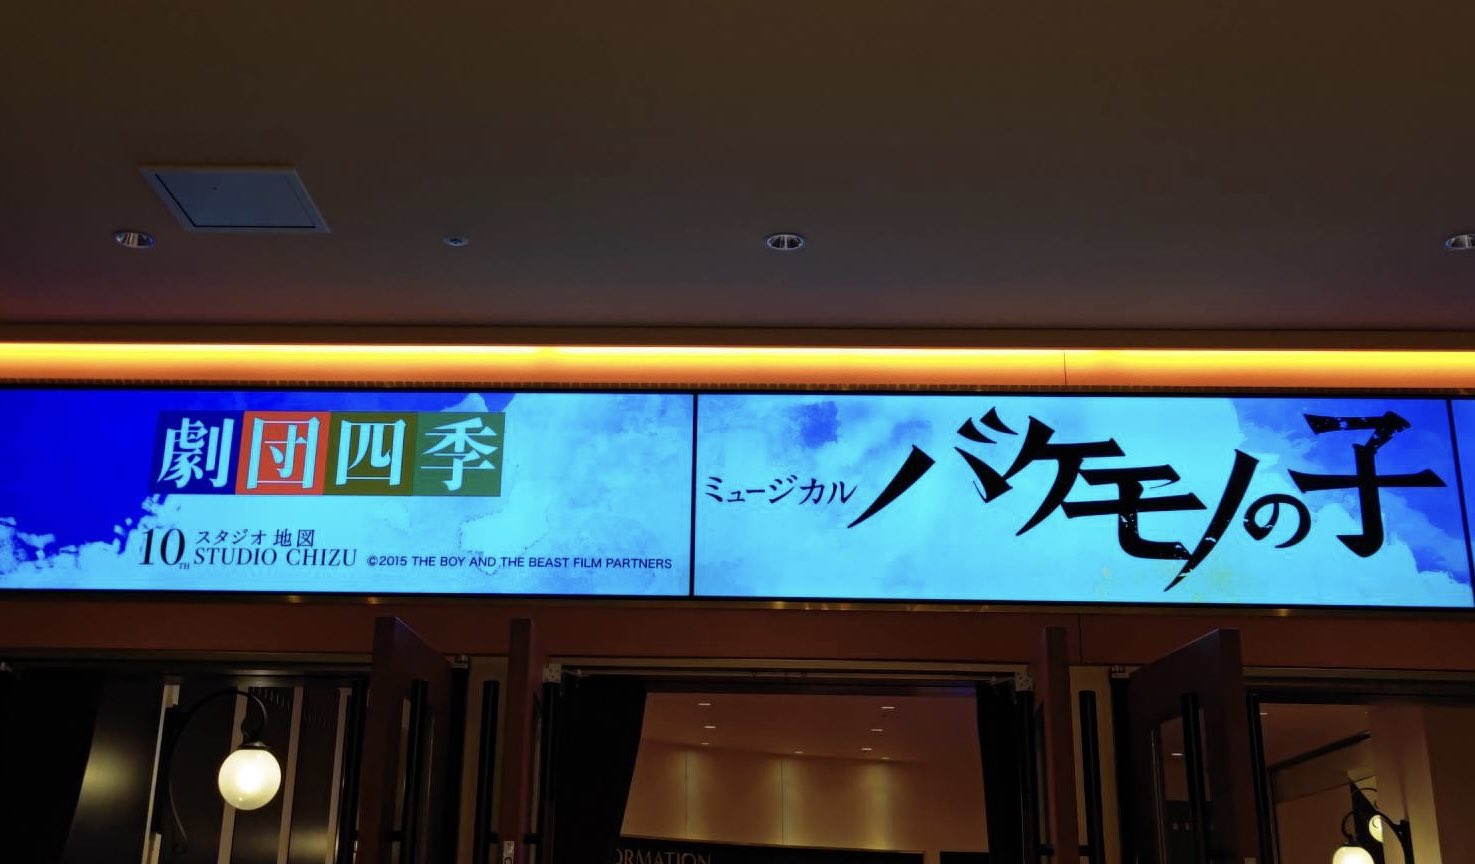 劇団四季
10TH スタジオ地図
STUDIO CHIZU ©2015 THE BOY AND THE BEAST FILM PARTNERS
ミュージカル バケモノの子
ORMATION